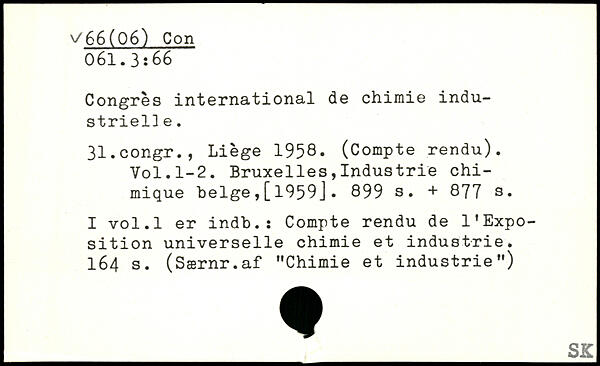 ✓66(06) Con
061.3:66
Congrès international de chimie indu-
strielle.
31.congr., Liège 1958. (Compte rendu).
Vol.1-2. Bruxelles,Industrie chi-
mique belge,[1959]. 899 s. + 877 s.
I vol.1 er indb.: Compte rendu de l'Expo-
sition universelle chimie et industrie.
164 s. (Særnr.af "Chimie et industrie")
SK